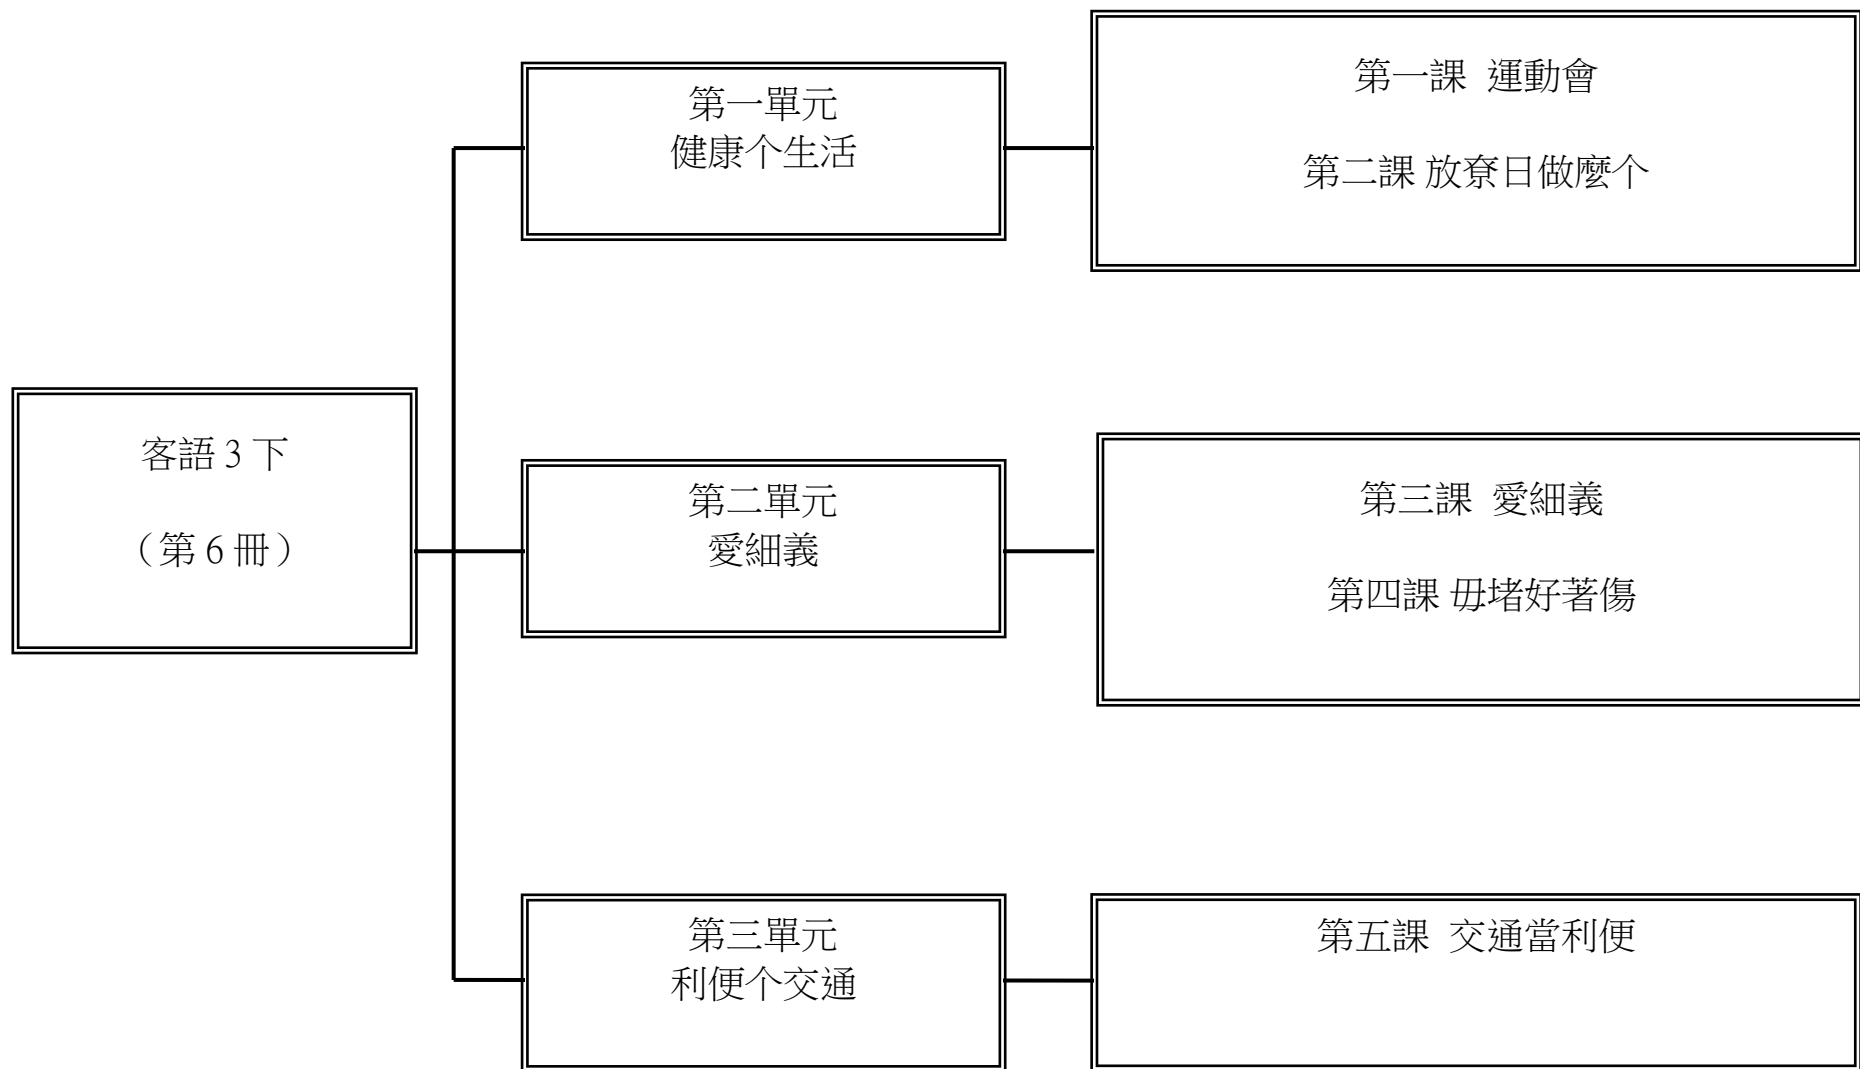 客語 3 下
（第 6 冊）
第一單元
健康个生活
第一課 運動會
第二課 放尞日做麼个
第二單元
愛細義
第三課 愛細義
第四課 毋堵好著傷
第三單元
利便个交通
第五課 交通當利便